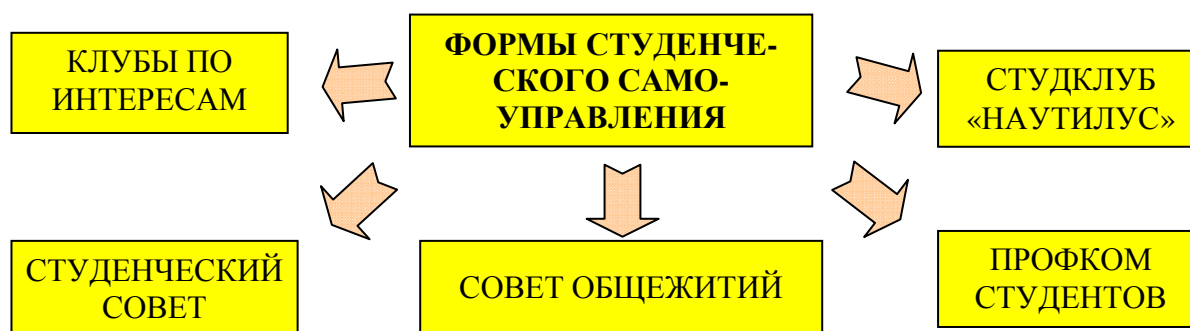 ФОРМЫ СТУДЕНЧЕ-
СКОГО САМО-
УПРАВЛЕНИЯ
КЛУБЫ ПО
ИНТЕРЕСАМ
СТУДКЛУБ
«НАУТИЛУС»
СТУДЕНЧЕСКИЙ
СОВЕТ
СОВЕТ ОБЩЕЖИТИЙ
ПРОФКОМ
СТУДЕНТОВ